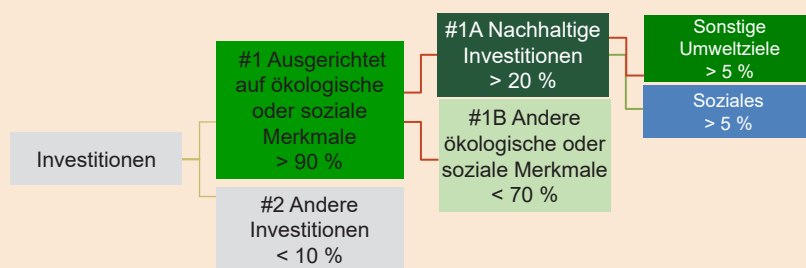 Investitionen
#1 Ausgerichtet
auf ökologische
oder soziale
Merkmale
> 90 %
#2 Andere
Investitionen
< 10 %
#1A Nachhaltige
Investitionen
> 20 %
#1B Andere
ökologische oder
soziale Merkmale
< 70 %
Sonstige
Umweltziele
> 5 %
Soziales
> 5 %